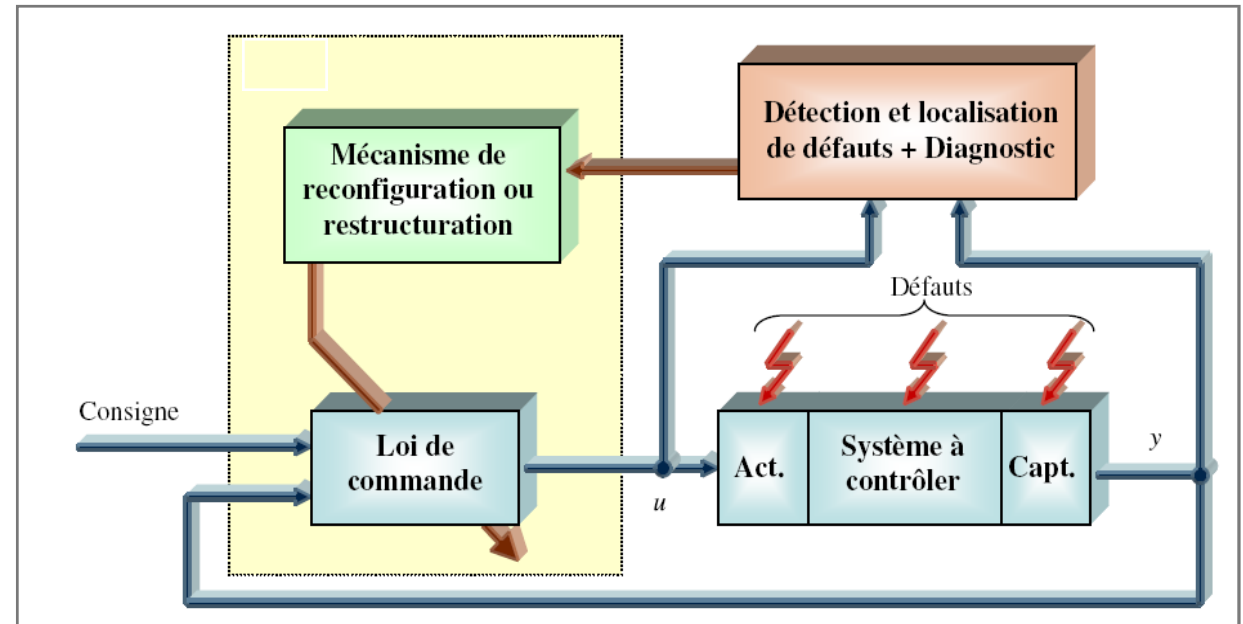 Détection et localisation
de défauts + Diagnostic
Mécanisme de
reconfiguration ou
restructuration
Défauts
Consigne
Loi de
commande
u
Act.
Système à
contrôler
Capt.
y